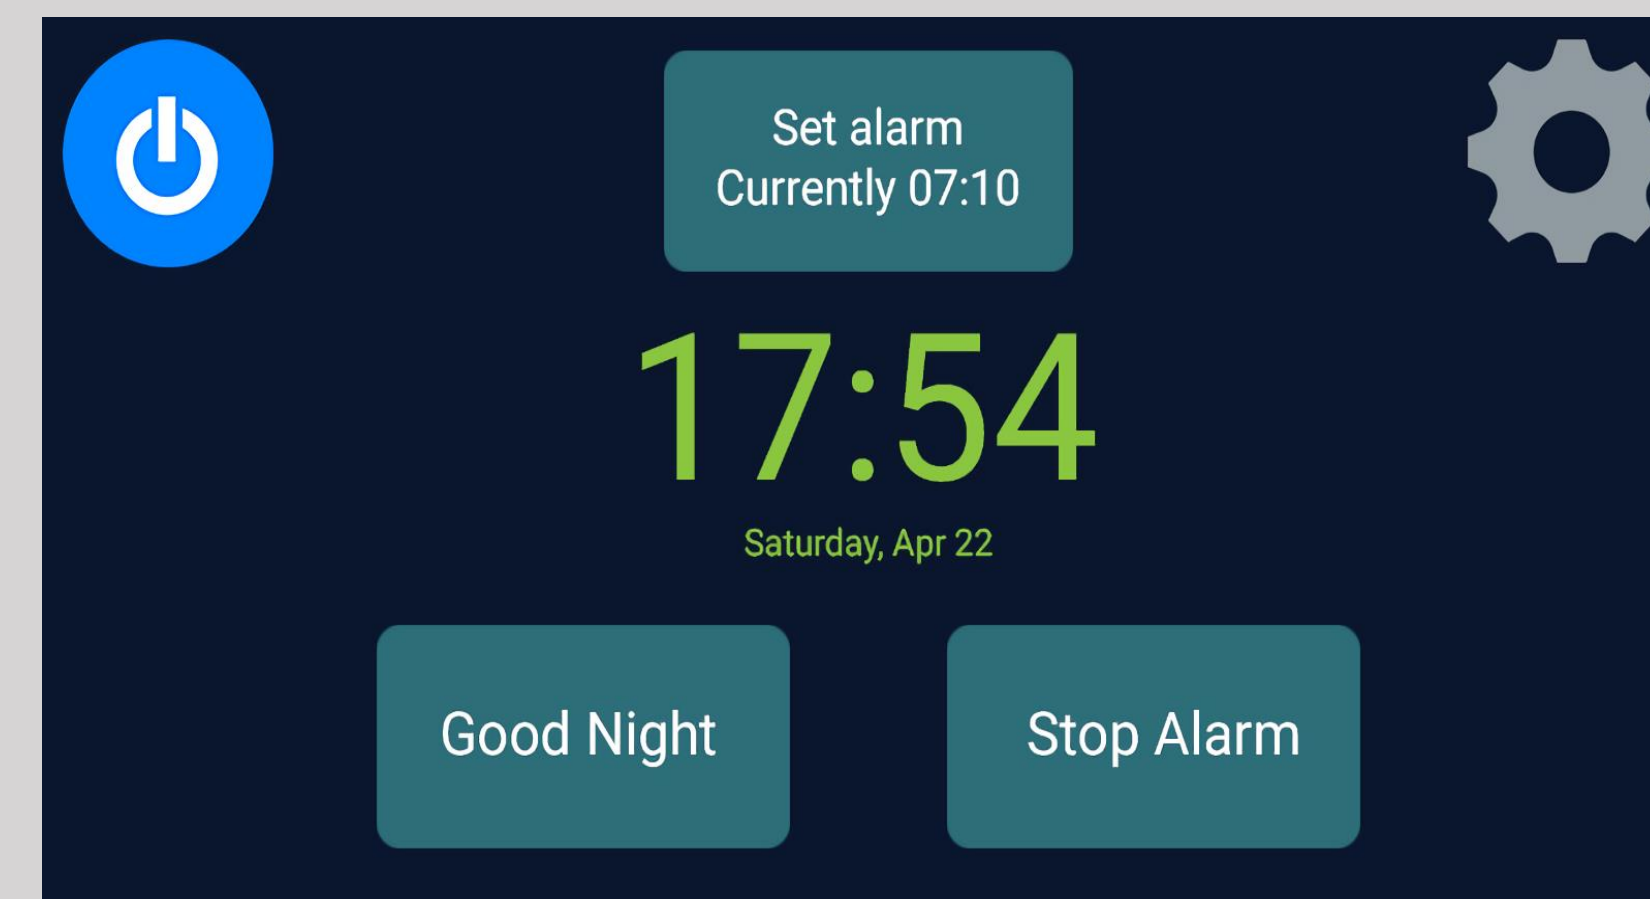 Set alarm
Currently 07:10
17:54
Saturday, Apr 22
Good Night
Stop Alarm